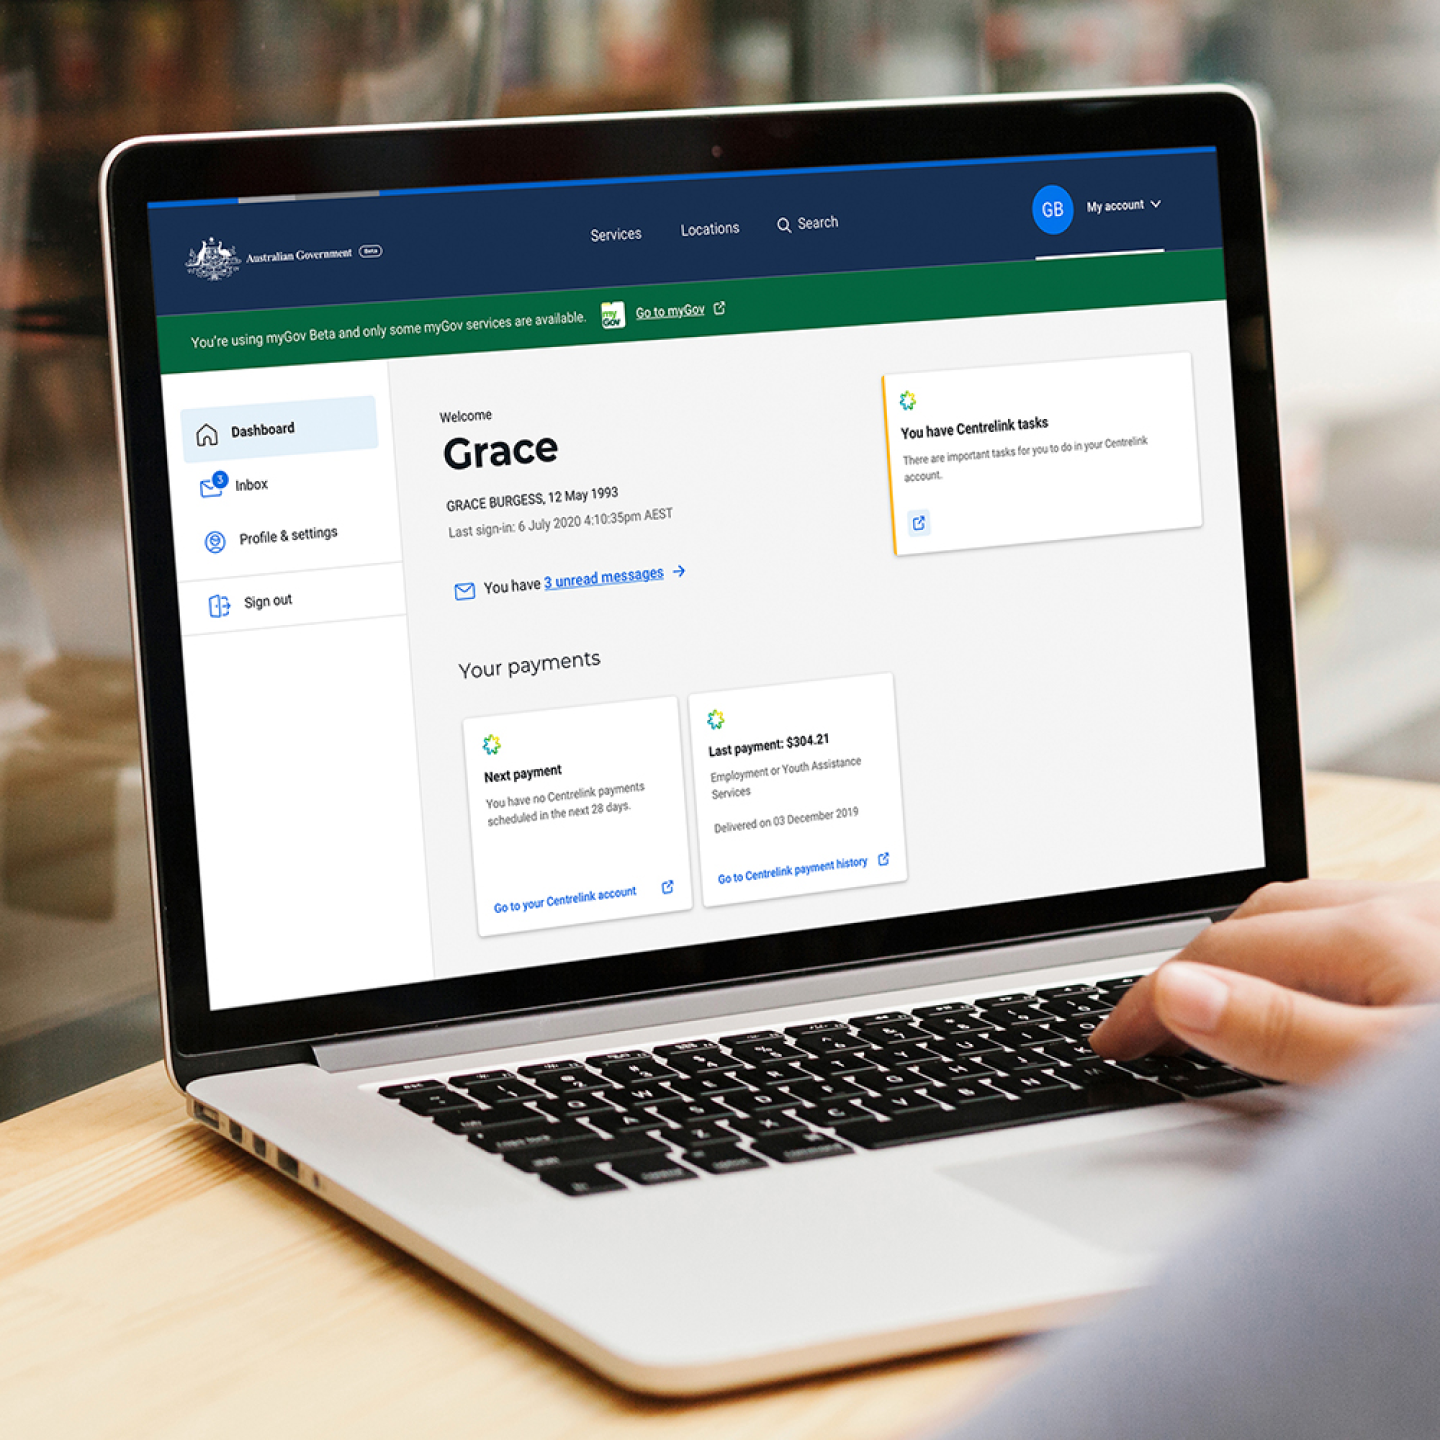 Australian Government Beta
Services
Locations
Search
GB
My account
You're using myGov Beta and only some myGov services are available.
my
GOV
Go to myGov
Dashboard
3
Inbox
Profile & settings
Sign out
Welcome
Grace
GRACE BURGESS, 12 May 1993
Last sign-in: 6 July 2020 4:10:35pm AEST
You have 3 unread messages
You have Centrelink tasks
There are important tasks for you to do in your Centrelink
account.
Your payments
Next payment
You have no Centrelink payments
scheduled in the next 28 days.
Go to your Centrelink account
Last payment: $304.21
Employment or Youth Assistance
Services
Delivered on 03 December 2019
Go to Centrelink payment history